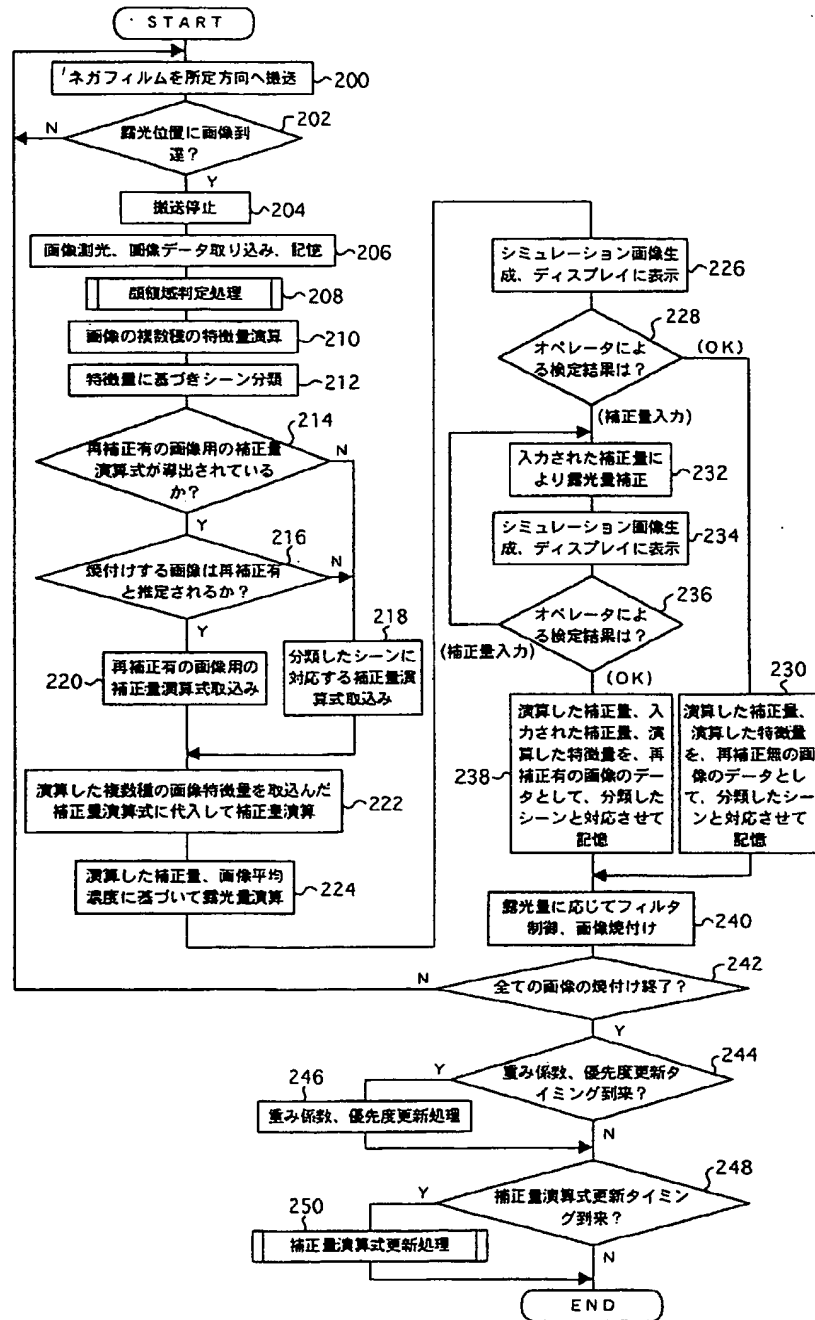 START
ネガフィルムを所定方向へ搬送
200
202
露光位置に画像到
達?
N
Y
搬送停止
204
画像測光、画像データ取り込み、記憶
206
顔領域判定処理
208
画像の複数種の特徴量演算
210
特徴量に基づきシーン分類
212
214
再補正有の画像用の補正量
演算式が導出されている
か?
N
Y
216
焼付けする画像は再補正有
と推定されるか?
N
Y
218
220
再補正有の画像用の
補正量演算式取込み
分類したシーンに
対応する補正量演
算式取込み
演算した複数種の画像特徴量を取込んだ
補正量演算式に代入して補正量演算
222
演算した補正量、画像平均
濃度に基づいて露光量演算
224
シミュレーション画像生
成、ディスプレイに表示
226
228
オペレータによ
る検定結果は?
(OK)
(補正量入力)
入力された補正量に
より露光量補正
232
シミュレーション画像生
成、ディスプレイに表示
234
236
オペレータによ
る検定結果は?
(補正量入力)
(OK)
230
238
演算した補正量、入
力された補正量、演
算した特徴量を、再
補正有の画像のデー
タとして、分類した
シーンと対応させて
記憶
演算した補正量、
演算した特徴量
を、再補正無の画
像のデータとし
て、分類したシー
ンと対応させて
記憶
露光量に応じてフィルタ
制御、画像焼付け
240
242
全ての画像の焼付け終了?
N
Y
244
重み係数、優先度更新タ
イミング到来?
Y
N
246
重み係数、優先度更新処理
248
補正量演算式更新タイミン
グ到来?
Y
N
250
補正量演算式更新処理
END